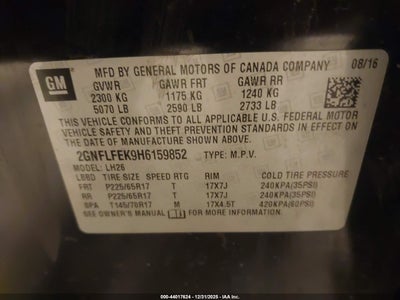 GM
MFD BY GENERAL MOTORS OF CANADA COMPANY
GVWR GAWR FRT GAWR RR 08/16
2300 KG 1175 KG 1240 KG
5070 LB 2590 LB 2733 LB
THIS VEHICLE CONFORMS TO ALL APPLICABLE U.S. FEDERAL MOTOR
VEHICLE SAFETY AND THEFT PREVENTION STANDARDS IN EFFECT ON
THE DATE OF MANUFACTURE SHOWN ABOVE.
2GNFLFEK9H6159852 TYPE: M.P.V.
MODEL: LH26
LBBD TIRE SIZE SPEED RTG RIM COLD TIRE PRESSURE
FRT P225/65R17 T 17X7J 240KPA(35PSI)
RR P225/65R17 T 17X7J 240KPA(35PSI)
SPA T145/70R17 M 17X4.5T 420KPA(60PSI)
SEE OWNER'S MANUAL FOR MORE INFORMATION.
000-44017624 - 12/31/2025 - IAA Inc.